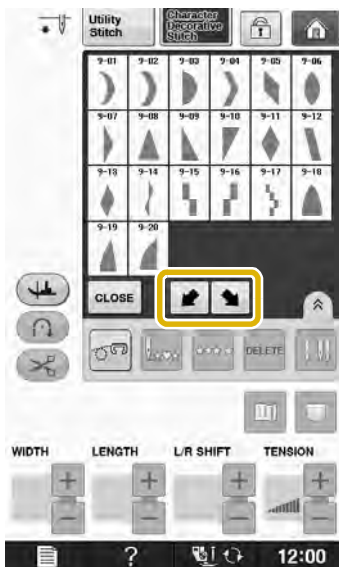 Utility Stitch
Character Decorative Stitch
9-01 9-02 9-03 9-04 9-05 9-06
9-07 9-08 9-09 9-10 9-11 9-12
9-13 9-14 9-15 9-16 9-17 9-18
9-19 9-20
CLOSE
DELETE
WIDTH LENGTH L/R SHIFT TENSION
+ + + +
− − − −
? 12:00